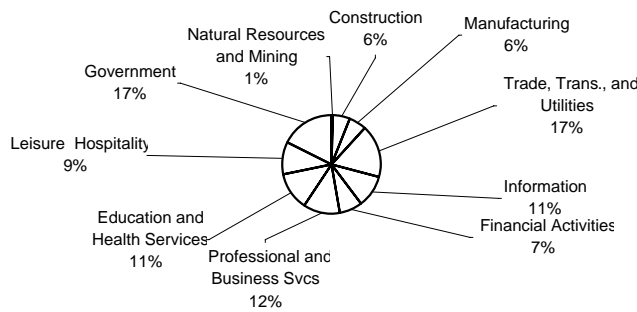 Natural Resources
and Mining
1%
Construction
6%
Manufacturing
6%
Trade, Trans., and
Utilities
17%
Information
11%
Financial Activities
7%
Professional and
Business Svcs
12%
Education and
Health Services
11%
Leisure Hospitality
9%
Government
17%